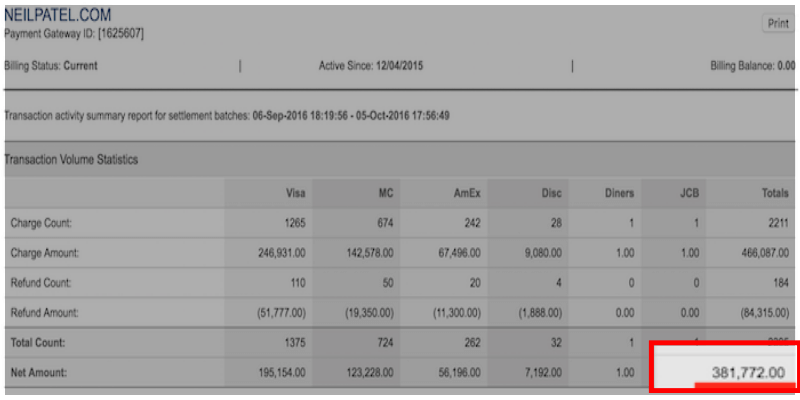 NEILPATEL.COM
Payment Gateway ID: [1625607]
Print
Billing Status: Current | Active Since: 12/04/2015 | Billing Balance: 0.00
Transaction activity summary report for settlement batches: 06-Sep-2016 18:19:56 - 05-Oct-2016 17:56:49
Transaction Volume Statistics
Visa MC AmEx Disc Diners JCB Totals
Charge Count: 1265 674 242 28 1 1 2211
Charge Amount: 246,931.00 142,578.00 67,496.00 9,080.00 1.00 1.00 466,087.00
Refund Count: 110 50 20 4 0 0 184
Refund Amount: (51,777.00) (19,350.00) (11,300.00) (1,888.00) 0.00 0.00 (84,315.00)
Total Count: 1375 724 262 32 1
Net Amount: 195,154.00 123,228.00 56,196.00 7,192.00 1.00 381,772.00